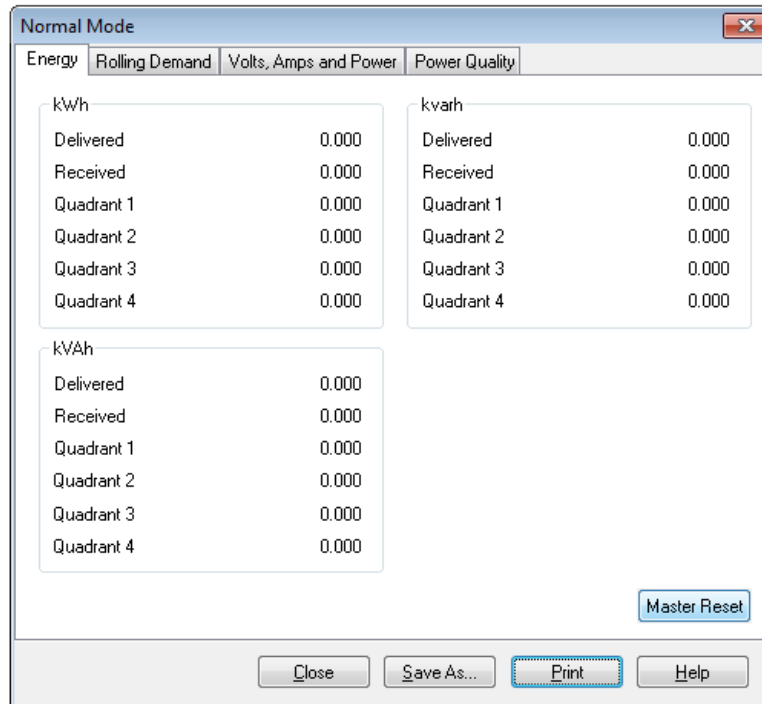 Normal Mode
Energy Rolling Demand Volts, Amps and Power Power Quality
kWh
Delivered 0.000
Received 0.000
Quadrant 1 0.000
Quadrant 2 0.000
Quadrant 3 0.000
Quadrant 4 0.000
kvarh
Delivered 0.000
Received 0.000
Quadrant 1 0.000
Quadrant 2 0.000
Quadrant 3 0.000
Quadrant 4 0.000
kVAh
Delivered 0.000
Received 0.000
Quadrant 1 0.000
Quadrant 2 0.000
Quadrant 3 0.000
Quadrant 4 0.000
Master Reset
Close Save As... Print Help